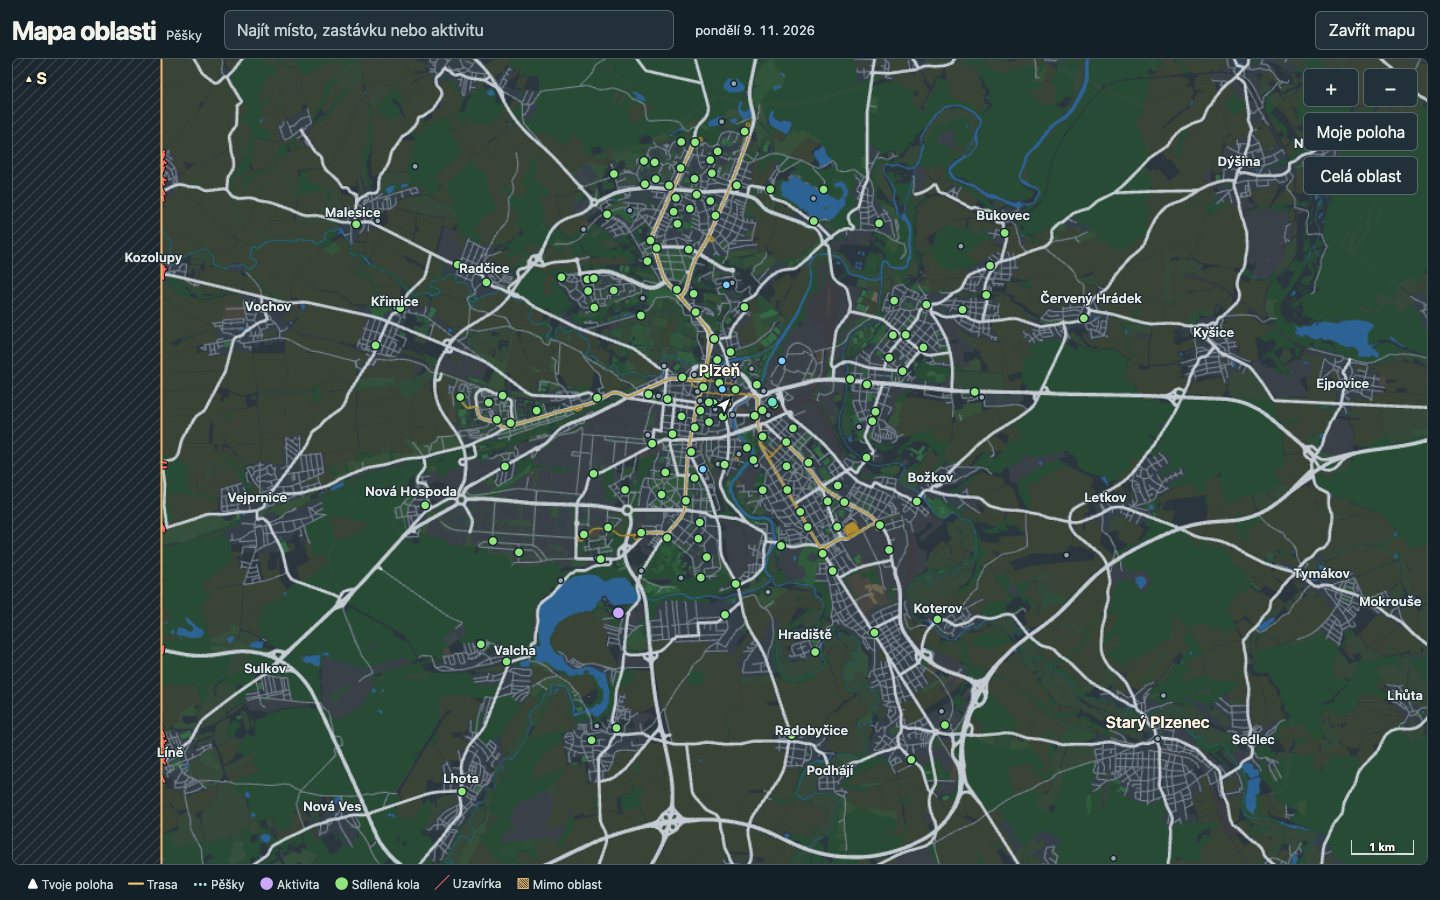 Mapa oblasti Pěšky
Najít místo, zastávku nebo aktivitu
pondělí 9. 11. 2026
Zavřít mapu
▲ S
+ −
Moje poloha
Celá oblast
N
Dýšina
Malesice
Bukovec
Kozolupy
Radčice
Křimice
Vochov
Červený Hrádek
Kyšice
Plzeň
Ejpovice
Božkov
Nová Hospoda
Vejprnice
Letkov
Tymákov
Mokrouše
Koterov
Hradiště
Valcha
Sulkov
Lhůta
Starý Plzenec
Radobyčice
Sedlec
Líně
Podhájí
Lhota
Nová Ves
1 km
Tvoje poloha
Trasa
Pěšky
Aktivita
Sdílená kola
Uzavírka
Mimo oblast